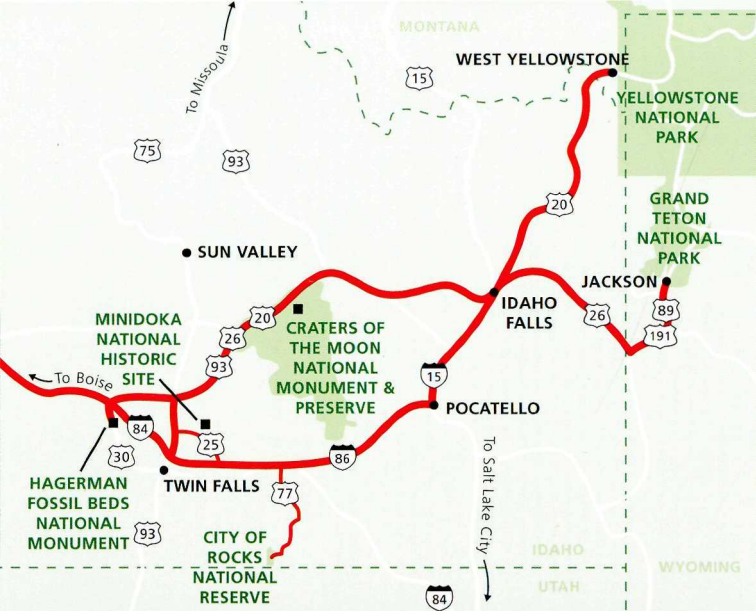 MONTANA
WEST YELLOWSTONE
15
To Missoula
YELLOWSTONE
NATIONAL
PARK
75
93
20
GRAND
TETON
NATIONAL
PARK
SUN VALLEY
JACKSON
IDAHO
FALLS
89
26
191
20
26
93
MINIDOKA
NATIONAL
HISTORIC
SITE
CRATERS OF
THE MOON
NATIONAL
MONUMENT &
PRESERVE
15
To Boise
POCATELLO
84
25
30
86
To Salt Lake City
TWIN FALLS
77
HAGERMAN
FOSSIL BEDS
NATIONAL
MONUMENT
93
CITY OF
ROCKS
NATIONAL
RESERVE
IDAHO
UTAH
WYOMING
84